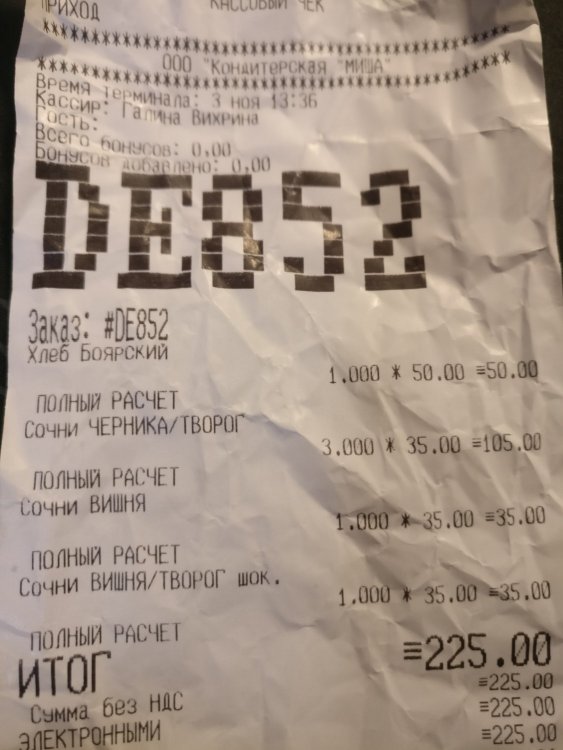 ПРИХОД КАССОВЫЙ ЧЕК
****************************************
ООО "Кондитерская "МИША"
****************************************
Время терминала: 3 ноя 13:36
Кассир: Галина Вихрина
Гость:
Всего бонусов: 0,00
Бонусов добавлено: 0,00
DE852
Заказ: #DE852
Хлеб Боярский
1.000 * 50.00 =50.00
ПОЛНЫЙ РАСЧЕТ
Сочни ЧЕРНИКА/ТВОРОГ
3.000 * 35.00 =105.00
ПОЛНЫЙ РАСЧЕТ
Сочни ВИШНЯ
1.000 * 35.00 =35.00
ПОЛНЫЙ РАСЧЕТ
Сочни ВИШНЯ/ТВОРОГ шок.
1.000 * 35.00 =35.00
ПОЛНЫЙ РАСЧЕТ
ИТОГ =225.00
=225.00
Сумма без НДС =225.00
ЭЛЕКТРОННЫМИ =225.00